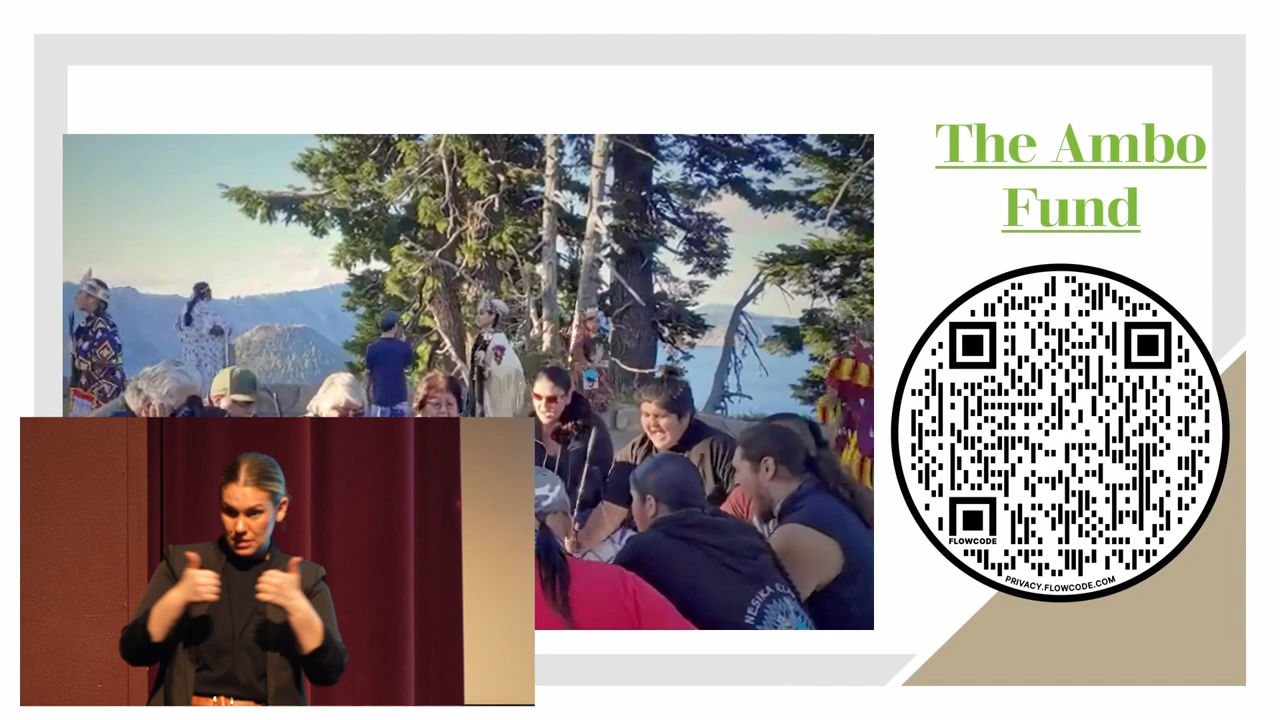 The Ambo
Fund
FLOWCODE
PRIVACY.FLOWCODE.COM
NESIKA